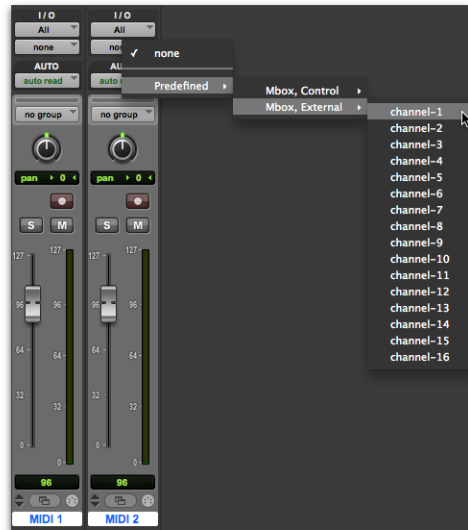 I / O
I / O
All
All
none
✓ none
AUTO
AUTO
auto read
Predefined
Mbox, Control
Mbox, External
no group
no group
channel-1
channel-2
channel-3
channel-4
channel-5
channel-6
channel-7
channel-8
channel-9
channel-10
channel-11
channel-12
channel-13
channel-14
channel-15
channel-16
pan 0
pan 0
S M
S M
127 127
127 127
96 96
96 96
64 64
64 64
32 32
32 32
0 0
0 0
96
96
MIDI 1
MIDI 2